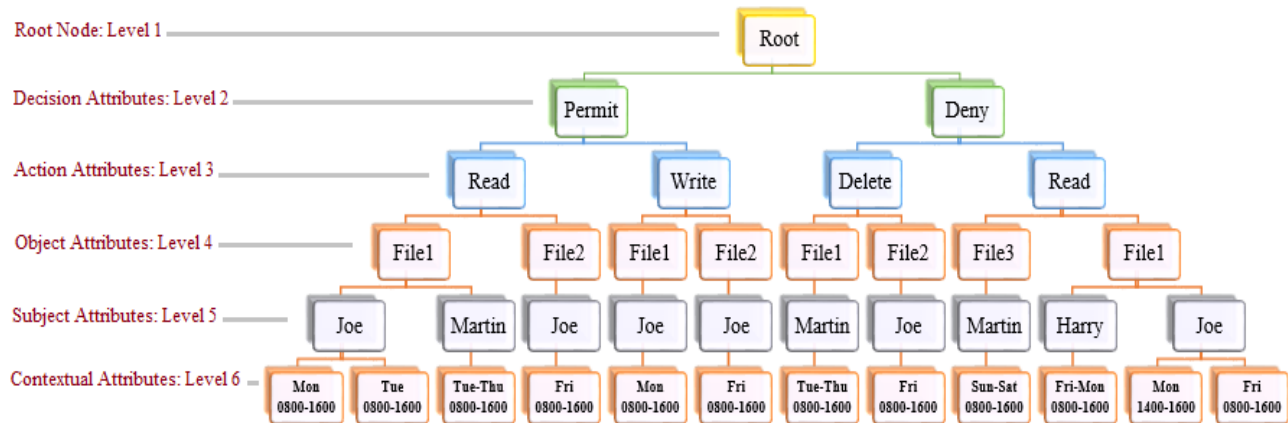 Root Node: Level 1
Root
Decision Attributes: Level 2
Permit
Deny
Action Attributes: Level 3
Read
Write
Delete
Read
Object Attributes: Level 4
File1
File2
File1
File2
File1
File2
File3
File1
Subject Attributes: Level 5
Joe
Martin
Joe
Joe
Joe
Martin
Joe
Martin
Harry
Joe
Contextual Attributes: Level 6
Mon
0800-1600
Tue
0800-1600
Tue-Thu
0800-1600
Fri
0800-1600
Mon
0800-1600
Fri
0800-1600
Tue-Thu
0800-1600
Fri
0800-1600
Sun-Sat
0800-1600
Fri-Mon
0800-1600
Mon
1400-1600
Fri
0800-1600